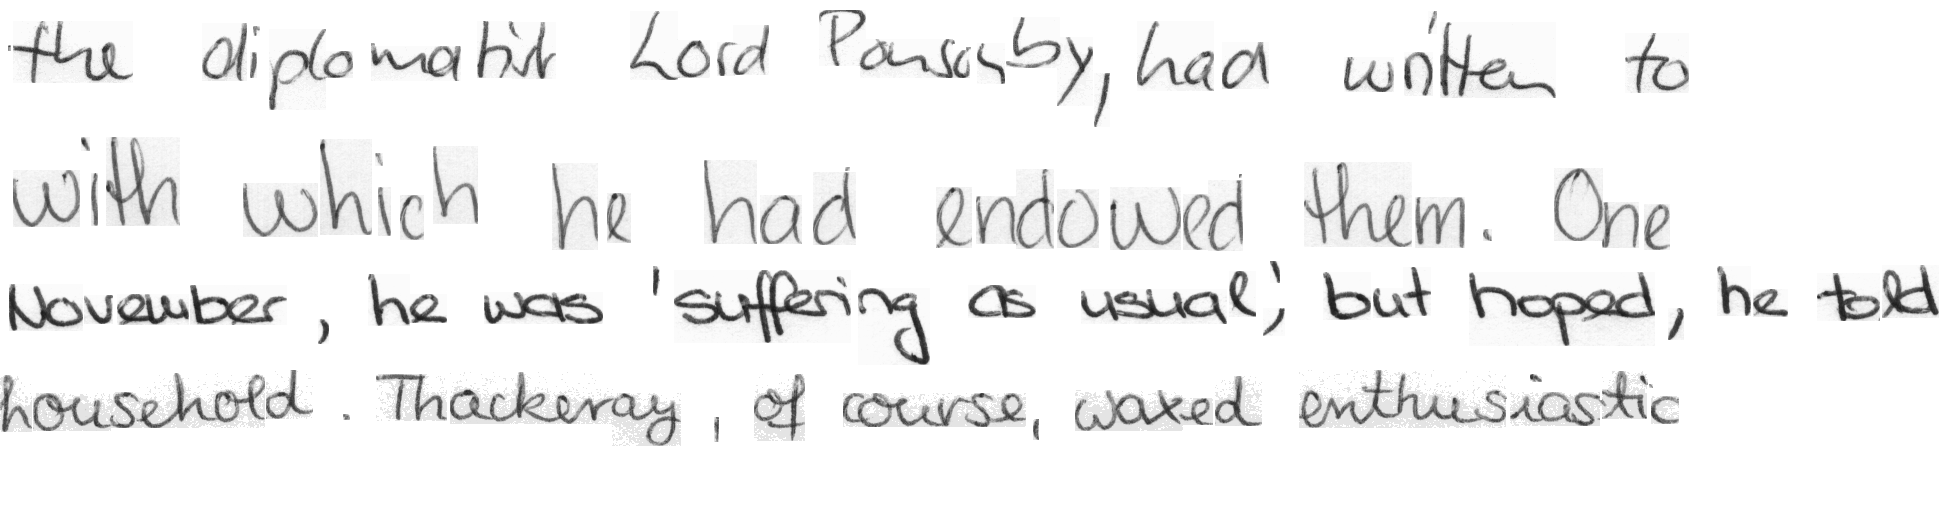 the diplomatist Lord Ponsonby, had written to
with which he had endowed them. One
November, he was 'suffering as usual,' but hoped, he told
household. Thackeray, of course, waxed enthusiastic